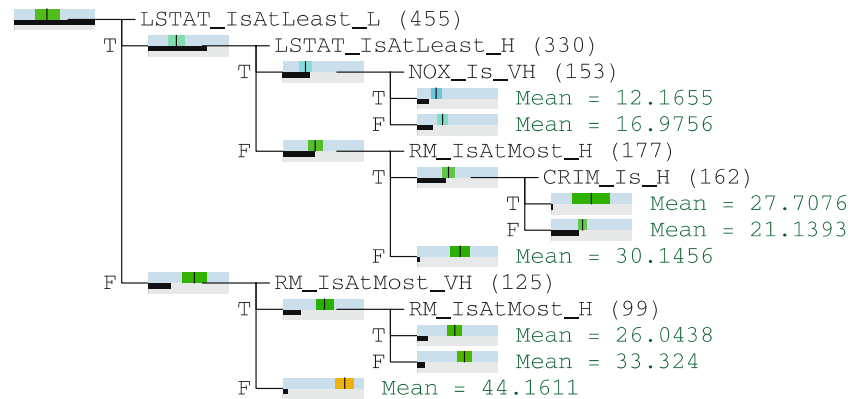 LSTAT_IsAtLeast_L (455)
T LSTAT_IsAtLeast_H (330)
T NOX_Is_VH (153)
T Mean = 12.1655
F Mean = 16.9756
F RM_IsAtMost_H (177)
T CRIM_Is_H (162)
T Mean = 27.7076
F Mean = 21.1393
F Mean = 30.1456
F RM_IsAtMost_VH (125)
T RM_IsAtMost_H (99)
T Mean = 26.0438
F Mean = 33.324
F Mean = 44.1611